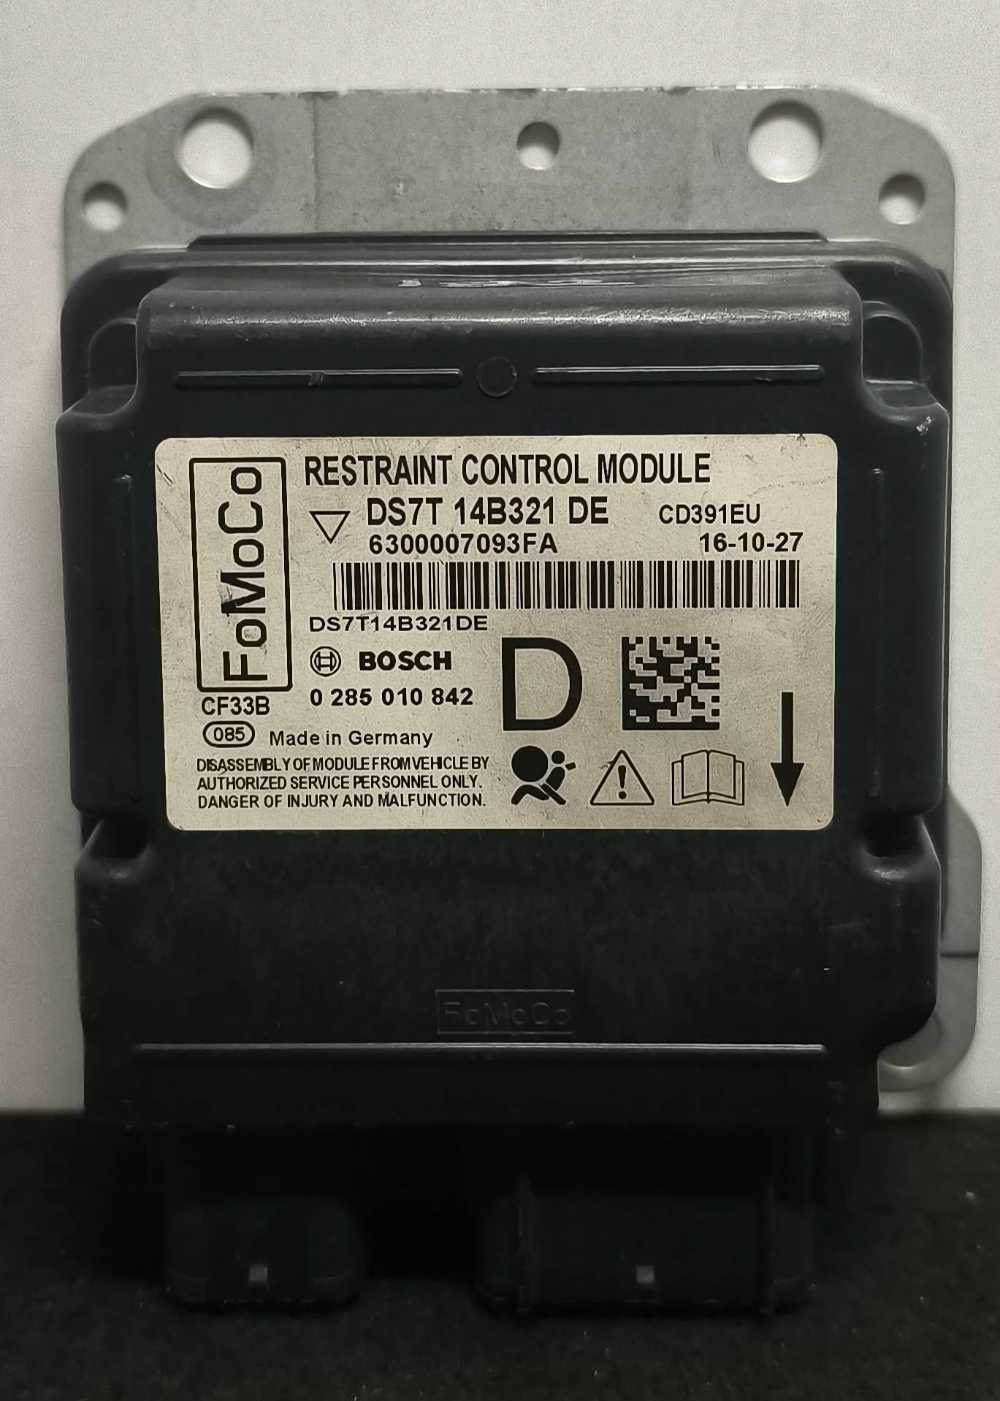 FoMoCo
RESTRAINT CONTROL MODULE
DS7T 14B321 DE CD391EU
6300007093FA 16-10-27
DS7T14B321DE
BOSCH
D
0 285 010 842
CF33B
085
Made in Germany
DISASSEMBLY OF MODULE FROM VEHICLE BY
AUTHORIZED SERVICE PERSONNEL ONLY.
DANGER OF INJURY AND MALFUNCTION.
FoMoCo